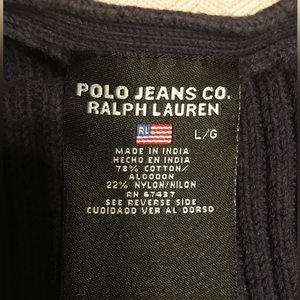 POLO JEANS CO.
RALPH LAUREN
RL L/G
MADE IN INDIA
HECHO EN INDIA
78% COTTON/
ALGODON
22% NYLON/NILON
RN 67437
SEE REVERSE SIDE
CUOIDADO VER AL DORSO